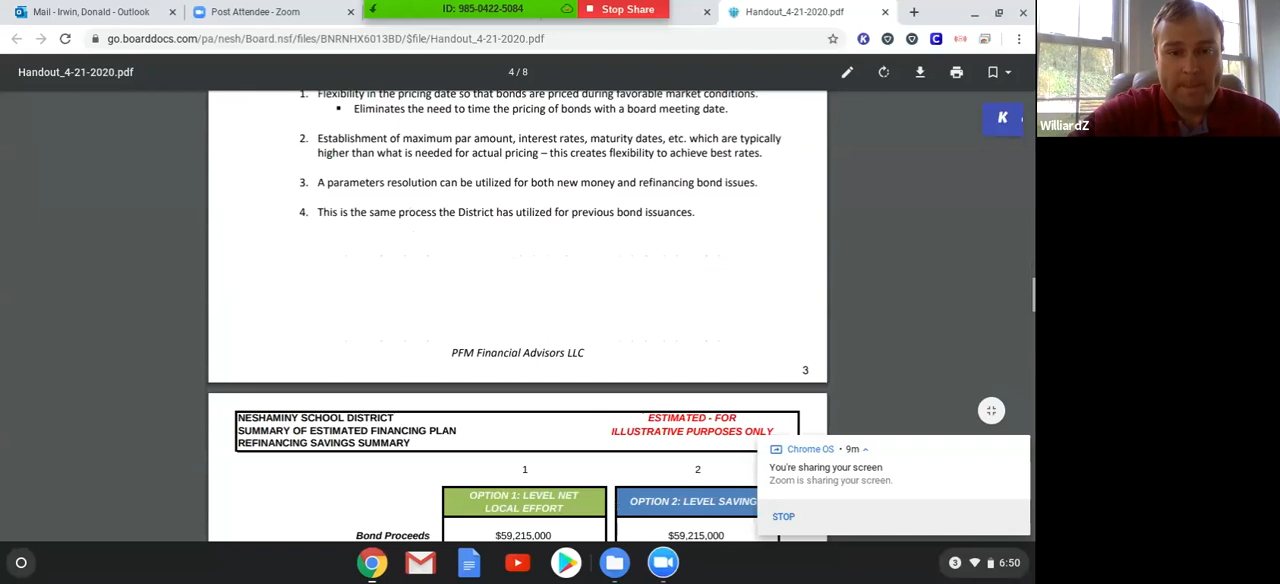 Mail - Irwin, Donald - Outlook
Post Attendee - Zoom
ID: 985-0422-5084
Stop Share
Handout_4-21-2020.pdf
go.boarddocs.com/pa/nesh/Board.nsf/files/BNRNHX6013BD/$file/Handout_4-21-2020.pdf
Handout_4-21-2020.pdf
4 / 8
1. Flexibility in the pricing date so that bonds are priced during favorable market conditions.
▪ Eliminates the need to time the pricing of bonds with a board meeting date.
K
WilliardZ
2. Establishment of maximum par amount, interest rates, maturity dates, etc. which are typically
higher than what is needed for actual pricing – this creates flexibility to achieve best rates.
3. A parameters resolution can be utilized for both new money and refinancing bond issues.
4. This is the same process the District has utilized for previous bond issuances.
PFM Financial Advisors LLC
3
NESHAMINY SCHOOL DISTRICT
SUMMARY OF ESTIMATED FINANCING PLAN
REFINANCING SAVINGS SUMMARY
ESTIMATED - FOR
ILLUSTRATIVE PURPOSES ONLY
1
2
OPTION 1: LEVEL NET
LOCAL EFFORT
OPTION 2: LEVEL SAVING
Bond Proceeds
$59,215,000
$59,215,000
Chrome OS • 9m
You're sharing your screen
Zoom is sharing your screen.
STOP
3
6:50